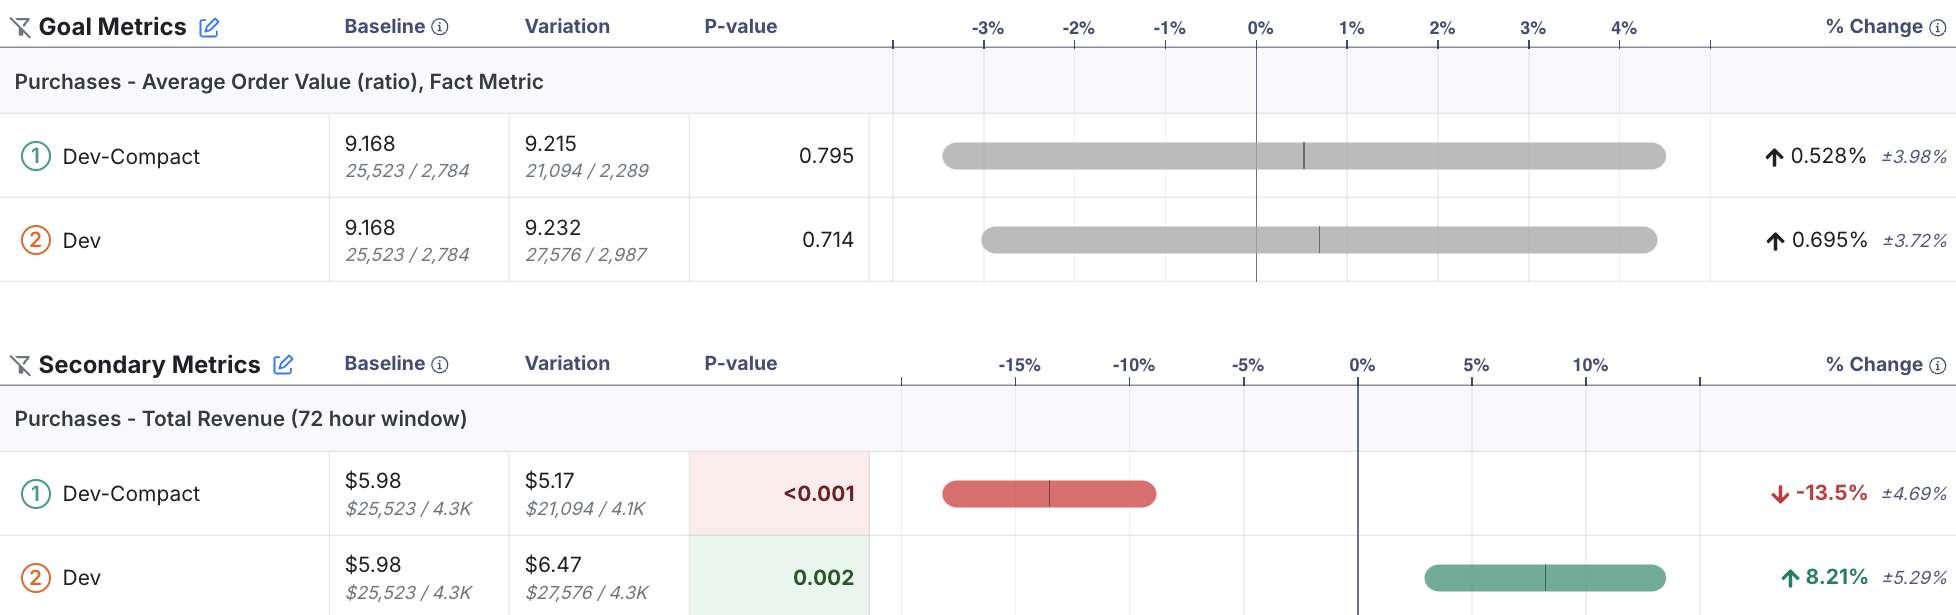 Goal Metrics Baseline Variation P-value -3% -2% -1% 0% 1% 2% 3% 4% % Change
Purchases - Average Order Value (ratio), Fact Metric
1 Dev-Compact 9.168 9.215 0.795 0.528% ±3.98%
25,523 / 2,784 21,094 / 2,289
2 Dev 9.168 9.232 0.714 0.695% ±3.72%
25,523 / 2,784 27,576 / 2,987
Secondary Metrics Baseline Variation P-value -15% -10% -5% 0% 5% 10% % Change
Purchases - Total Revenue (72 hour window)
1 Dev-Compact $5.98 $5.17 <0.001 -13.5% ±4.69%
$25,523 / 4.3K $21,094 / 4.1K
2 Dev $5.98 $6.47 0.002 8.21% ±5.29%
$25,523 / 4.3K $27,576 / 4.3K